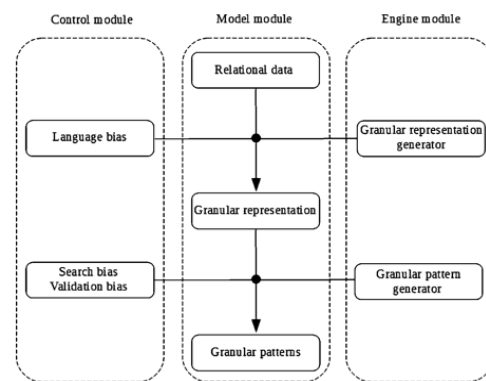 Control module
Model module
Engine module
Relational data
Language bias
Granular representation
generator
Granular representation
Search bias
Validation bias
Granular pattern
generator
Granular patterns